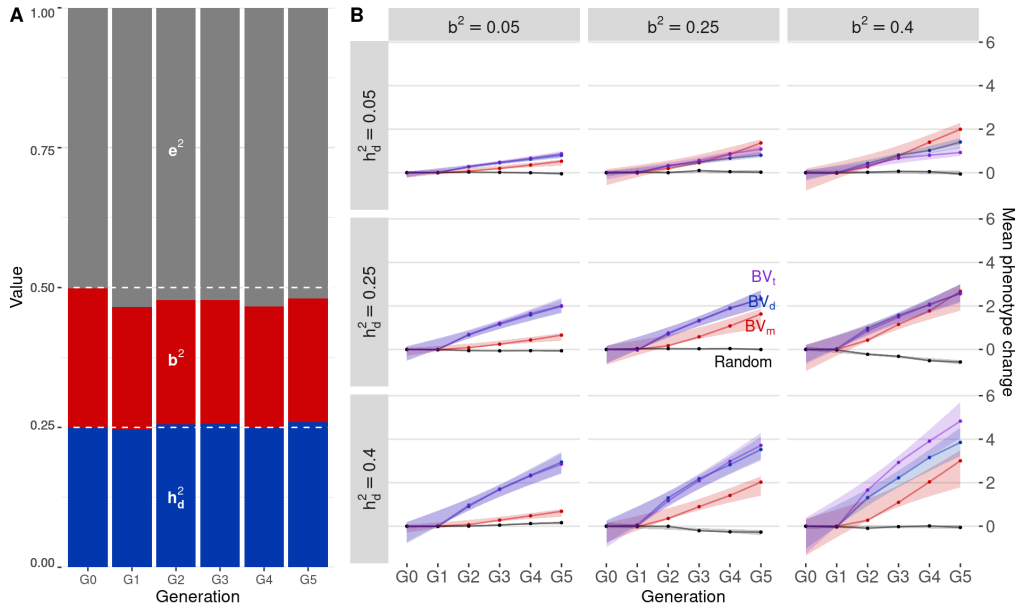 A
1.00
0.75
0.50
0.25
0.00
Value
e²
b²
h²d
G0 G1 G2 G3 G4 G5
Generation
B
b² = 0.05 b² = 0.25 b² = 0.4
h²d = 0.05
h²d = 0.25
h²d = 0.4
6
4
2
0
6
4
2
0
6
4
2
0
Mean phenotype change
BVt
BVd
BVm
Random
G0 G1 G2 G3 G4 G5 G0 G1 G2 G3 G4 G5 G0 G1 G2 G3 G4 G5
Generation